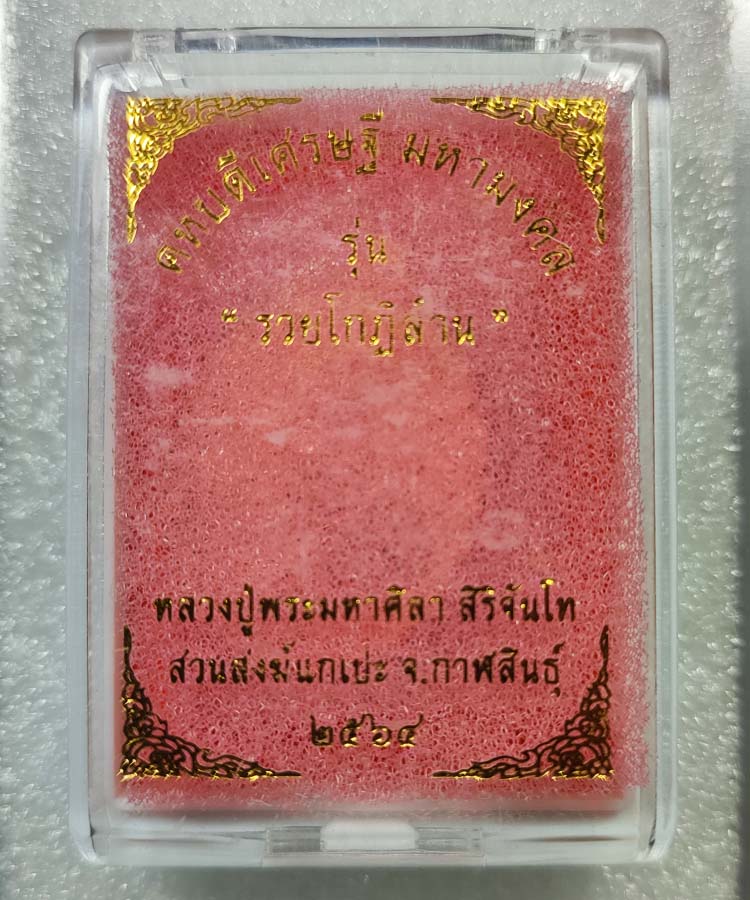 คหบดีเศรษฐี มหามงคล
รุ่น
" รวยโกฏิล้าน "
หลวงปู่พระมหาศิลา สิริจันโท
สวนสงฆ์แกเปะ จ.กาฬสินธุ์
๒๕๖๔